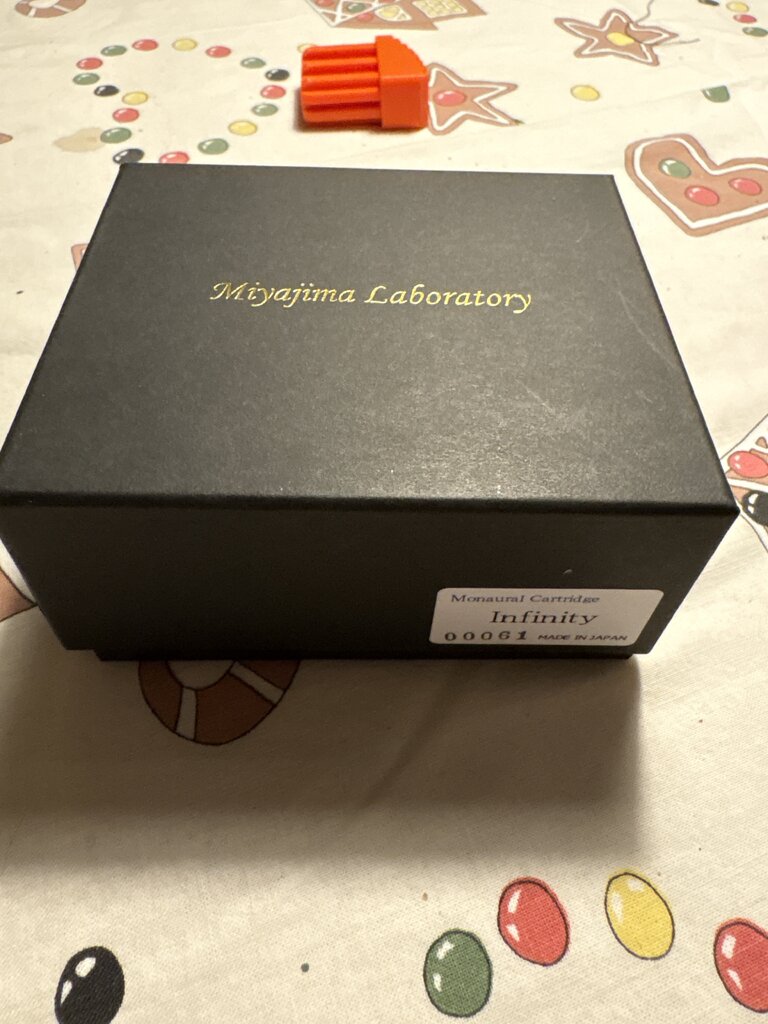 Miyajima Laboratory
Monaural Cartridge
Infinity
00061 MADE IN JAPAN